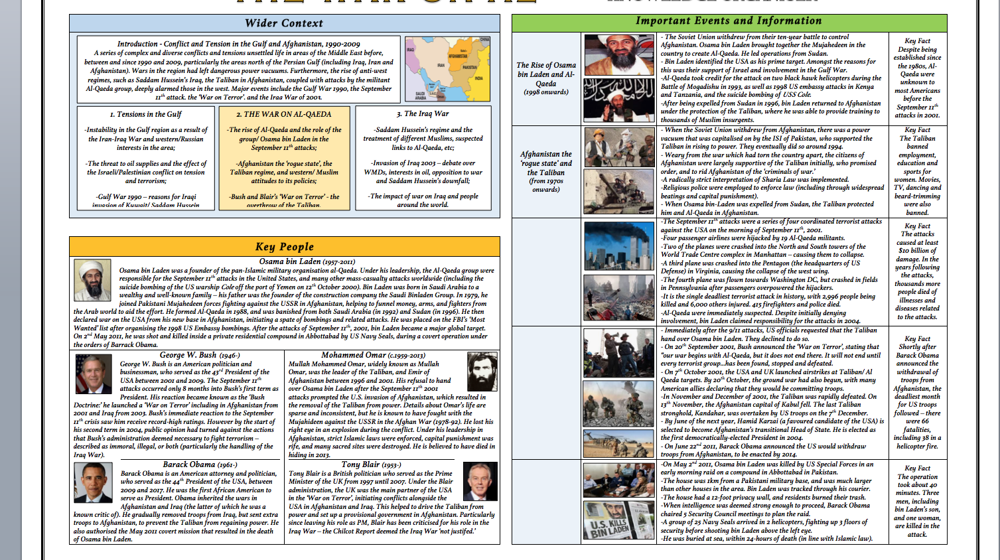 Wider Context
Introduction - Conflict and Tension in the Gulf and Afghanistan, 1990-2009
A series of complex and diverse conflicts and tensions unsettled life in areas of the Middle East before,
between and since 1990 and 2009, particularly the areas north of the Persian Gulf (including Iraq, Iran and
Afghanistan). Wars in the region had left dangerous power vacuums. Furthermore, the rise of anti-west
regimes, such as Saddam Hussein's Iraq, the Taliban in Afghanistan, coupled with attacks by the militant
Al-Qaeda group, deeply alarmed those in the west. Major events include the Gulf War 1990, the September
11th attack, the 'War on Terror', and the Iraq War of 2003.
CHINA
IRAQ
AFGHANISTAN
IRAN
PAKISTAN
INDIA
SAUDI
ARABIA
U.A.E.
1. Tensions in the Gulf
-Instability in the Gulf region as a result of
the Iran-Iraq War and western/Russian
interests in the area;
-The threat to oil supplies and the effect of
the Israeli/Palestinian conflict on tension
and terrorism;
-Gulf War 1990 – reasons for Iraqi
invasion of Kuwait/ Saddam Hussein
2. THE WAR ON AL-QAEDA
-The rise of Al-Qaeda and the role of the
group/ Osama bin Laden in the
September 11th attacks;
-Afghanistan the 'rogue state', the
Taliban regime, and western/ Muslim
attitudes to its policies;
-Bush and Blair's 'War on Terror' - the
overthrow of the Taliban.
3. The Iraq War
-Saddam Hussein's regime and the
treatment of different Muslims, suspected
links to Al-Qaeda, etc;
-Invasion of Iraq 2003 – debate over
WMDs, interests in oil, opposition to war
and Saddam Hussein's downfall;
-The impact of war on Iraq and people
around the world.
Key People
Osama bin Laden (1957-2011)
Osama bin Laden was a founder of the pan-Islamic military organisation al-Qaeda. Under his leadership, the Al-Qaeda group were
responsible for the September 11th attacks in the United States, and many other mass-casualty attacks worldwide (including the
suicide bombing of the US warship Cole off the port of Yemen on 12th October 2000). Bin Laden was born in Saudi Arabia to a
wealthy and well-known family – his father was the founder of the construction company the Saudi Binladen Group. In 1979, he
joined Pakistani Mujahedeen forces fighting against the USSR in Afghanistan, helping to funnel money, arms, and fighters from
the Arab world to aid the effort. He formed Al-Qaeda in 1988, and was banished from both Saudi Arabia (in 1992) and Sudan (in 1996). He then
declared war on the USA from his new base in Afghanistan, initiating a spate of bombings and related attacks. He was placed on the FBI's 'Most
Wanted' list after organising the 1998 US Embassy bombings. After the attacks of September 11th, 2001, bin Laden became a major global target.
On 2nd May 2011, he was shot and killed inside a private residential compound in Abbottabad by US Navy Seals, during a covert operation under
the orders of Barrack Obama.
George W. Bush (1946-)
George W. Bush is an American politician and
businessman, who served as the 43rd President of the
USA between 2001 and 2009. The September 11th
attacks occurred only 8 months into Bush's first term as
President. His reaction became known as the 'Bush
Doctrine:' he launched a 'War on Terror' including in Afghanistan from
2001 and Iraq from 2003. Bush's immediate reaction to the September
11th crisis saw him receive record-high ratings. However by the start of
his second term in 2004, public opinion had turned against the actions
that Bush's administration deemed necessary to fight terrorism –
described as immoral, illegal, or both (particularly the handling of the
Iraq War).
Mohommed Omar (c.1959-2013)
Mullah Mohommed Omar, widely known as Mullah
Omar, was the leader of the Taliban, and Emir of
Afghanistan between 1996 and 2001. His refusal to hand
over Osama bin Laden after the September 11th 2001
attacks prompted the U.S. invasion of Afghanistan, which resulted in
the removal of the Taliban from power. Details about Omar's life are
sparse and inconsistent, but he is known to have fought with the
Mujahideen against the USSR in the Afghan War (1978-92). He lost his
right eye in an explosion during the conflict. Under his leadership in
Afghanistan, strict Islamic laws were enforced, capital punishment was
rife, and many sacred sites were destroyed. He is believed to have died in
hiding in 2013.
Barack Obama (1961-)
Barack Obama is an American attorney and politician,
who served as the 44th President of the USA, between
2009 and 2017. He was the first African American to
serve as President. Obama inherited the wars in
Afghanistan and Iraq (the latter of which he was a
known critic of). He gradually removed troops from Iraq, but sent extra
troops to Afghanistan, to prevent the Taliban from regaining power. He
also authorised the May 2011 covert mission that resulted in the death
of Osama bin Laden.
Tony Blair (1953-)
Tony Blair is a British politician who served as the Prime
Minister of the UK from 1997 until 2007. Under the Blair
administration, the UK was the main partner of the USA
in the 'War on Terror', initiating conflicts alongside the
USA in Afghanistan and Iraq. This helped to drive the Taliban from
power and set up a provisional government in Afghanistan. Particularly
since leaving his role as PM, Blair has been criticised for his role in the
Iraq War – the Chilcot Report deemed the Iraq War 'not justifed.'
Important Events and Information
The Rise of Osama
bin Laden and Al-
Qaeda
(1998 onwards)
- The Soviet Union withdrew from their ten-year battle to control
Afghanistan. Osama bin Laden brought together the Mujahedeen in the
country to create Al-Qaeda. He led operations from Sudan.
- Bin Laden identified the USA as his prime target. Amongst the reasons for
this was their support of Israel and involvement in the Gulf War.
-Al-Qaeda took credit for the attack on two black hawk helicopters during the
Battle of Mogadishu in 1993, as well as 1998 US embassy attacks in Kenya
and Tanzania, and the suicide bombing of USS Cole.
-After being expelled from Sudan in 1996, bin Laden returned to Afghanistan
under the protection of the Taliban, where he was able to provide training to
thousands of Muslim insurgents.
Key Fact
Despite being
established since
the 1980s, Al-
Qaeda were
unknown to
most Americans
before the
September 11th
attacks in 2001.
Afghanistan the
'rogue state' and
the Taliban
(from 1970s
onwards)
- When the Soviet Union withdrew from Afghanistan, there was a power
vacuum that was capitalised on by the ISI of Pakistan, who supported the
Taliban in rising to power. They eventually did so around 1994.
- Weary from the war which had torn the country apart, the citizens of
Afghanistan were largely supportive of the Taliban initially, who promised
order, and to rid Afghanistan of the 'criminals of war.'
-A radically strict interpretation of Sharia Law was implemented.
-Religious police were employed to enforce law (including through widespread
beatings and capital punishment).
- When Osama bin-Laden was expelled from Sudan, the Taliban protected
him and Al-Qaeda in Afghanistan.
Key Fact
The Taliban
banned
employment,
education and
sports for
women. Movies,
TV, dancing and
beard-trimming
were also
banned.
-The September 11th attacks were a series of four coordinated terrorist attacks
against the USA on the morning of September 11th, 2001.
-Four passenger airlines were hijacked by 19 Al-Qaeda militants.
-Two of the planes were crashed into the North and South towers of the
World Trade Centre complex in Manhattan – causing them to collapse.
-A third plane was crashed into the Pentagon (the headquarters of US
Defense) in Virginia, causing the collapse of the west wing.
-The fourth plane was flown towards Washington DC, but crashed in fields
in Pennsylvania after passengers overpowered the hijackers.
-It is the single deadliest terrorist attack in history, with 2,996 people being
killed and 6,000 others injured. 415 firefighters and police died.
-Al-Qaeda were immediately suspected. Despite initially denying
involvement, bin Laden claimed responsibility for the attacks in 2004.
Key Fact
The attacks
caused at least
$10 billion of
damage. In the
years following
the attacks,
thousands more
people died of
illnesses and
diseases related
to the attacks.
- Immediately after the 9/11 attacks, US officials requested that the Taliban
hand over Osama bin Laden. They declined to do so.
- On 20th September 2001, Bush announced the 'War on Terror', stating that
"our war begins with Al-Qaeda, but it does not end there. It will not end until
every terrorist group...has been found, stopped and defeated.
- On 7th October 2001, the USA and UK launched airstrikes at Taliban/ Al
Qaeda targets. By 20th October, the ground war had also begun, with many
American allies declaring that they would be committing troops.
-In November and December of 2001, the Taliban was rapidly defeated. On
13th November, the Afghanistan capital of Kabul fell. The last Taliban
stronghold, Kandahar, was overtaken by US troops on the 7th December.
- By June of the next year, Hamid Karzai (a favoured candidate of the USA) is
selected to become Afghanistan's transitional Head of State. He is elected as
the first democratically-elected President in 2004.
- On June 22nd 2011, Barack Obama announced the US would withdraw
troops from Afghanistan, to be enacted by 2014.
Key Fact
Shortly after
Barack Obama
announced the
withdrawal of
troops from
Afghanistan, the
deadliest month
for US troops
followed – there
were 66
fatalities,
including 38 in a
helicopter fire.
-On May 2nd 2011, Osama bin Laden was killed by US Special Forces in an
early morning raid on a compound in Abbottabad in Pakistan.
-The house was 1km from a Pakistani military base, and was much larger
than other houses in the area. Bin Laden was tracked through his courier.
-The house had a 12-foot privacy wall, and residents burned their trash.
-When intelligence was deemed strong enough to proceed, Barack Obama
chaired 5 Security Council meetings to plan the raid.
-A group of 25 Navy Seals arrived in 2 helicopters, fighting up 3 floors of
security before shooting bin Laden above the left eye.
-He was buried at sea, within 24-hours of death (in line with Islamic law).
U.S. KILLS
BIN LADEN
Key Fact
The operation
took about 40
minutes. Three
men, including
bin Laden's son,
and one woman,
are killed in the
attack.